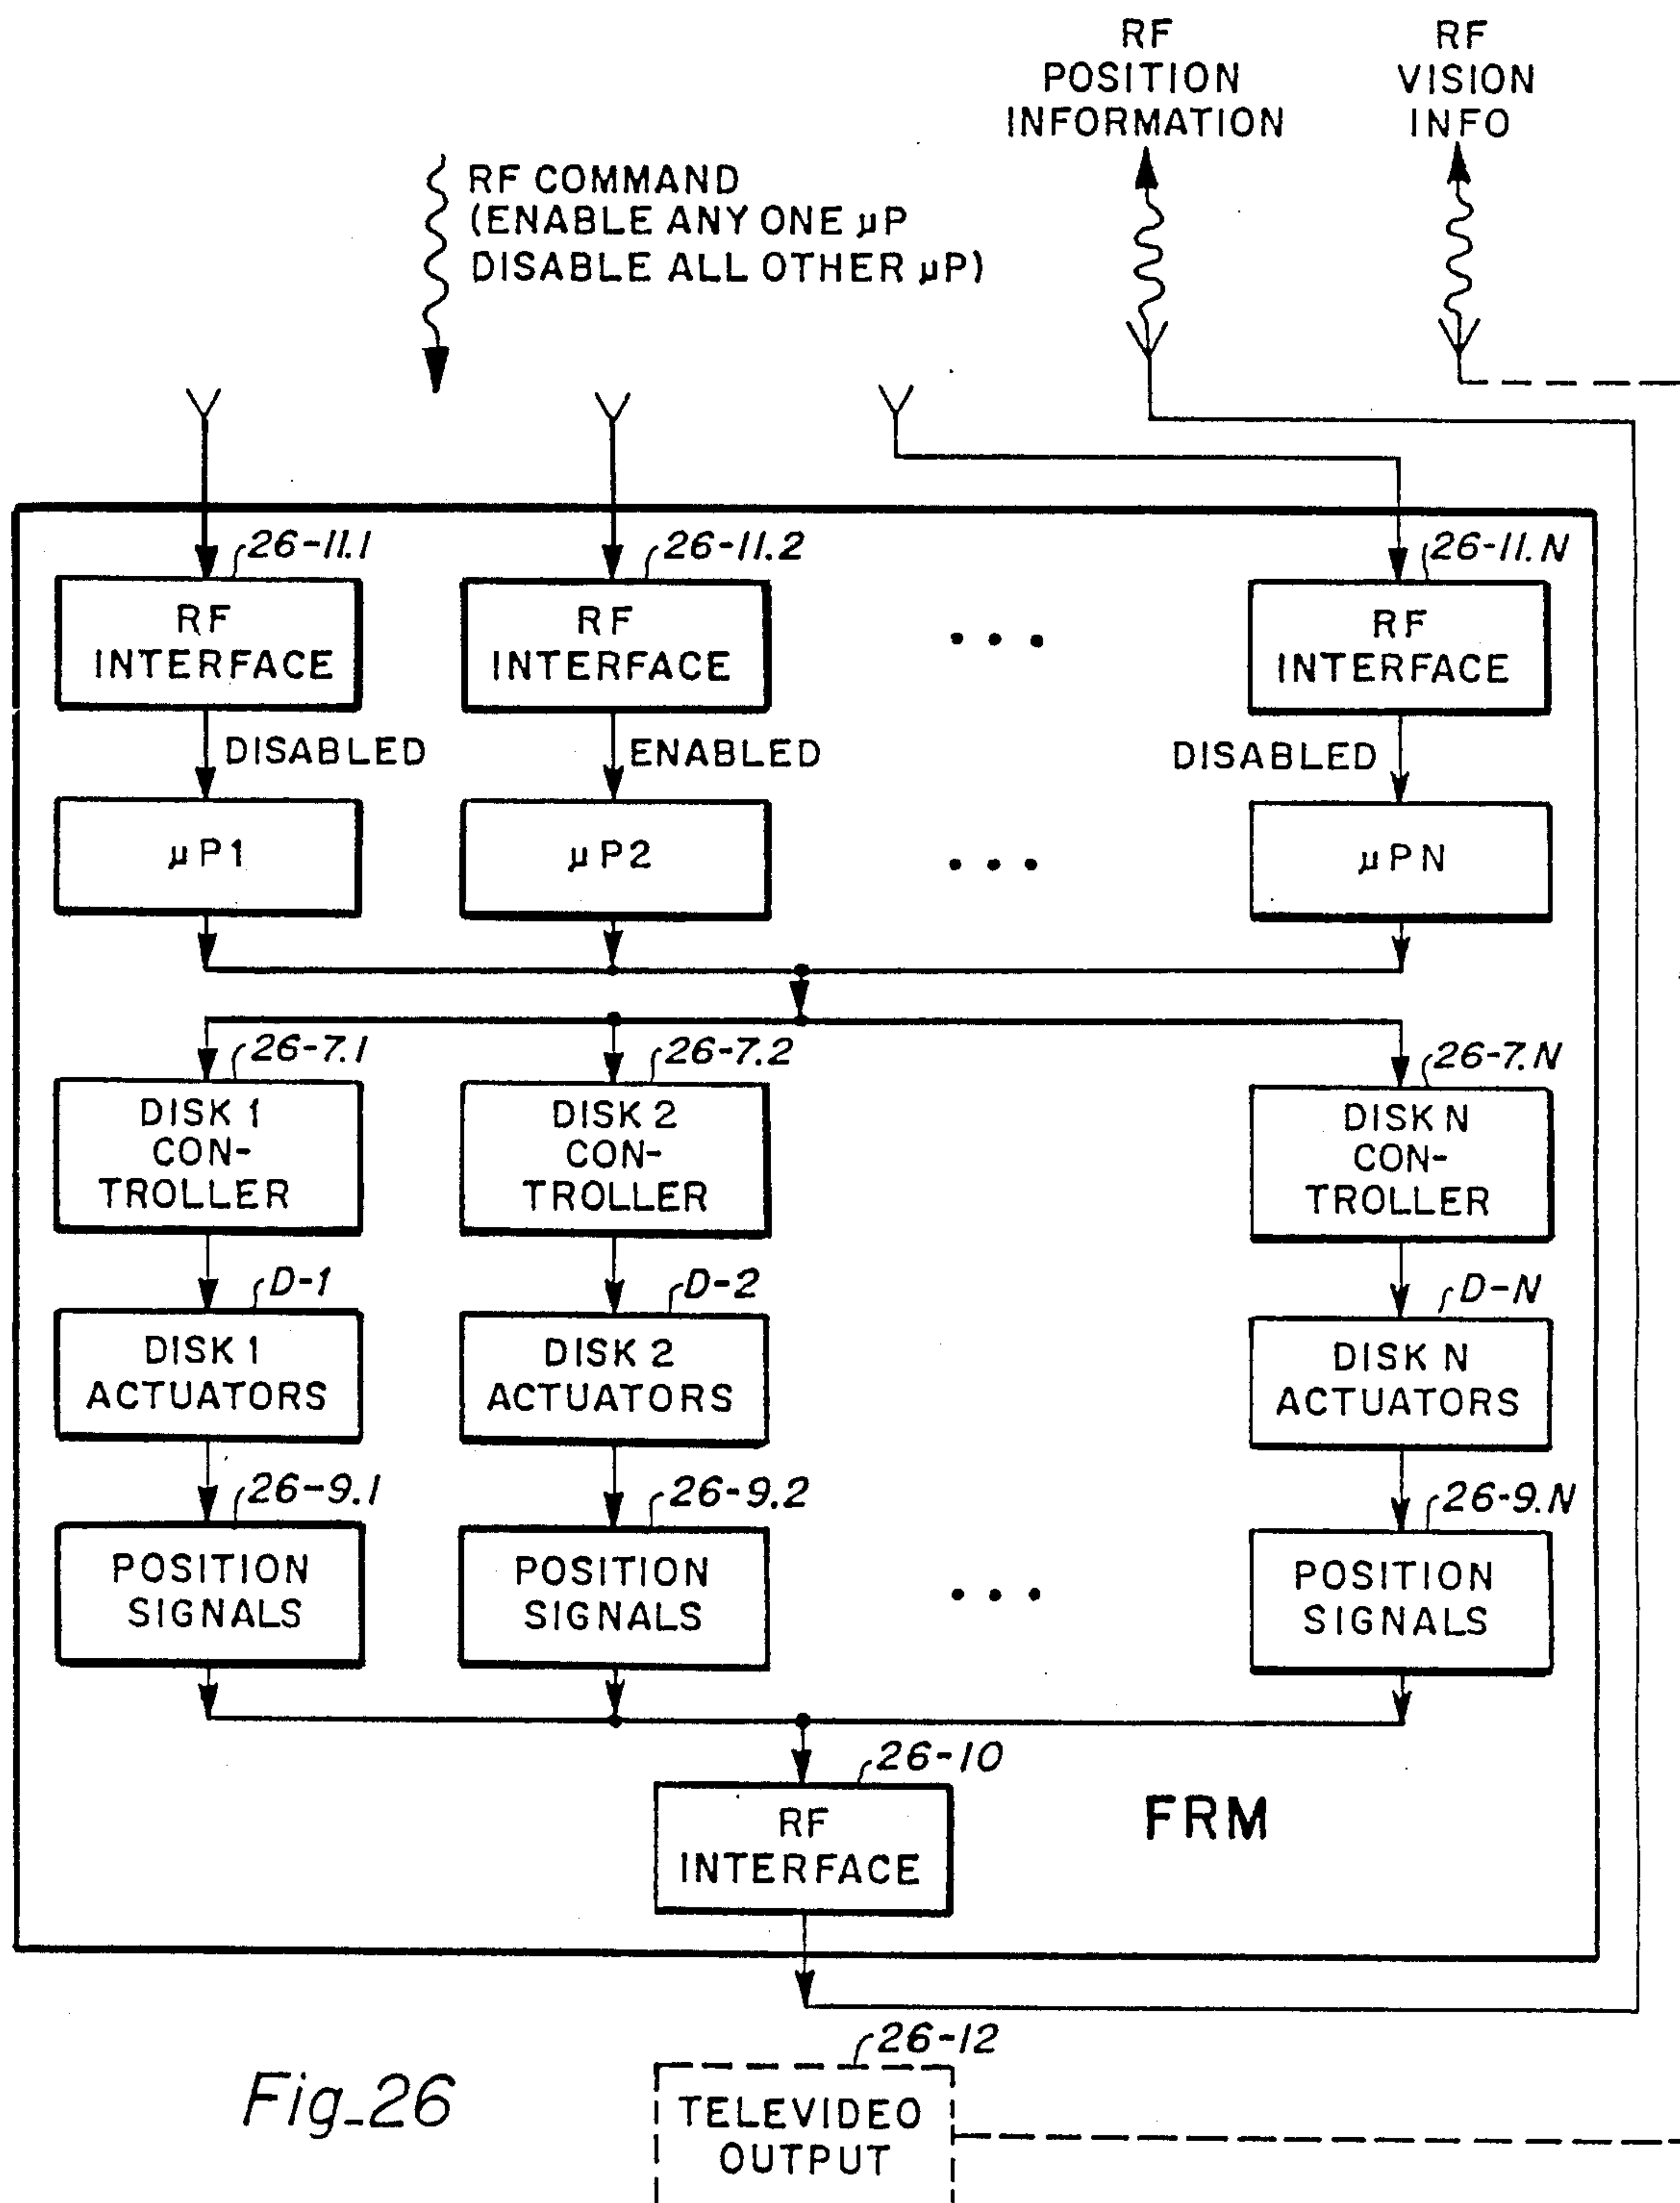 RF
POSITION
INFORMATION
RF
VISION
INFO
RF COMMAND
(ENABLE ANY ONE µP
DISABLE ALL OTHER µP)
26-11.1
26-11.2
26-11.N
RF
INTERFACE
RF
INTERFACE
• • •
RF
INTERFACE
DISABLED
ENABLED
DISABLED
µP1
µP2
• • •
µPN
26-7.1
26-7.2
26-7.N
DISK 1
CON-
TROLLER
DISK 2
CON-
TROLLER
DISK N
CON-
TROLLER
D-1
D-2
D-N
DISK 1
ACTUATORS
DISK 2
ACTUATORS
DISK N
ACTUATORS
26-9.1
26-9.2
26-9.N
POSITION
SIGNALS
POSITION
SIGNALS
• • •
POSITION
SIGNALS
26-10
RF
INTERFACE
FRM
26-12
TELEVIDEO
OUTPUT
Fig_26